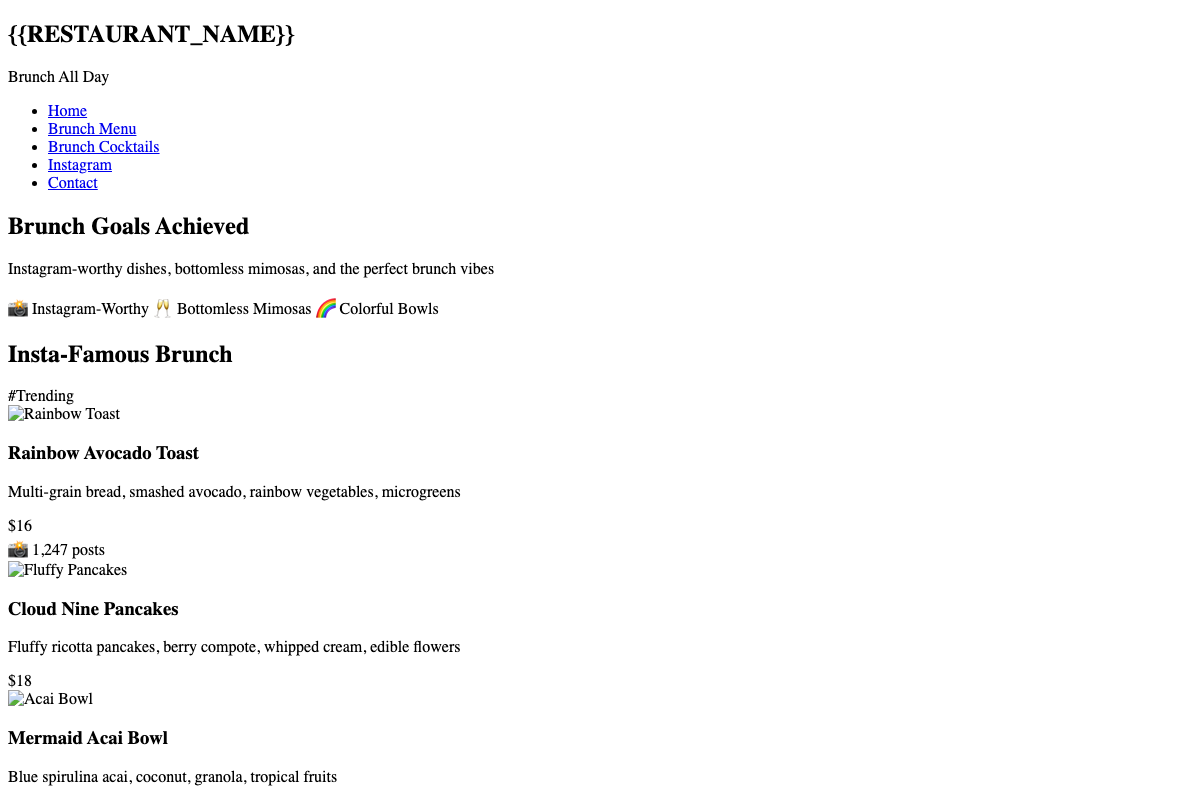 {{RESTAURANT_NAME}}
Brunch All Day
Home
Brunch Menu
Brunch Cocktails
Instagram
Contact
Brunch Goals Achieved
Instagram-worthy dishes, bottomless mimosas, and the perfect brunch vibes
📸 Instagram-Worthy 🥂 Bottomless Mimosas 🌈 Colorful Bowls
Insta-Famous Brunch
#Trending
Rainbow Toast
Rainbow Avocado Toast
Multi-grain bread, smashed avocado, rainbow vegetables, microgreens
$16
📸 1,247 posts
Fluffy Pancakes
Cloud Nine Pancakes
Fluffy ricotta pancakes, berry compote, whipped cream, edible flowers
$18
Acai Bowl
Mermaid Acai Bowl
Blue spirulina acai, coconut, granola, tropical fruits